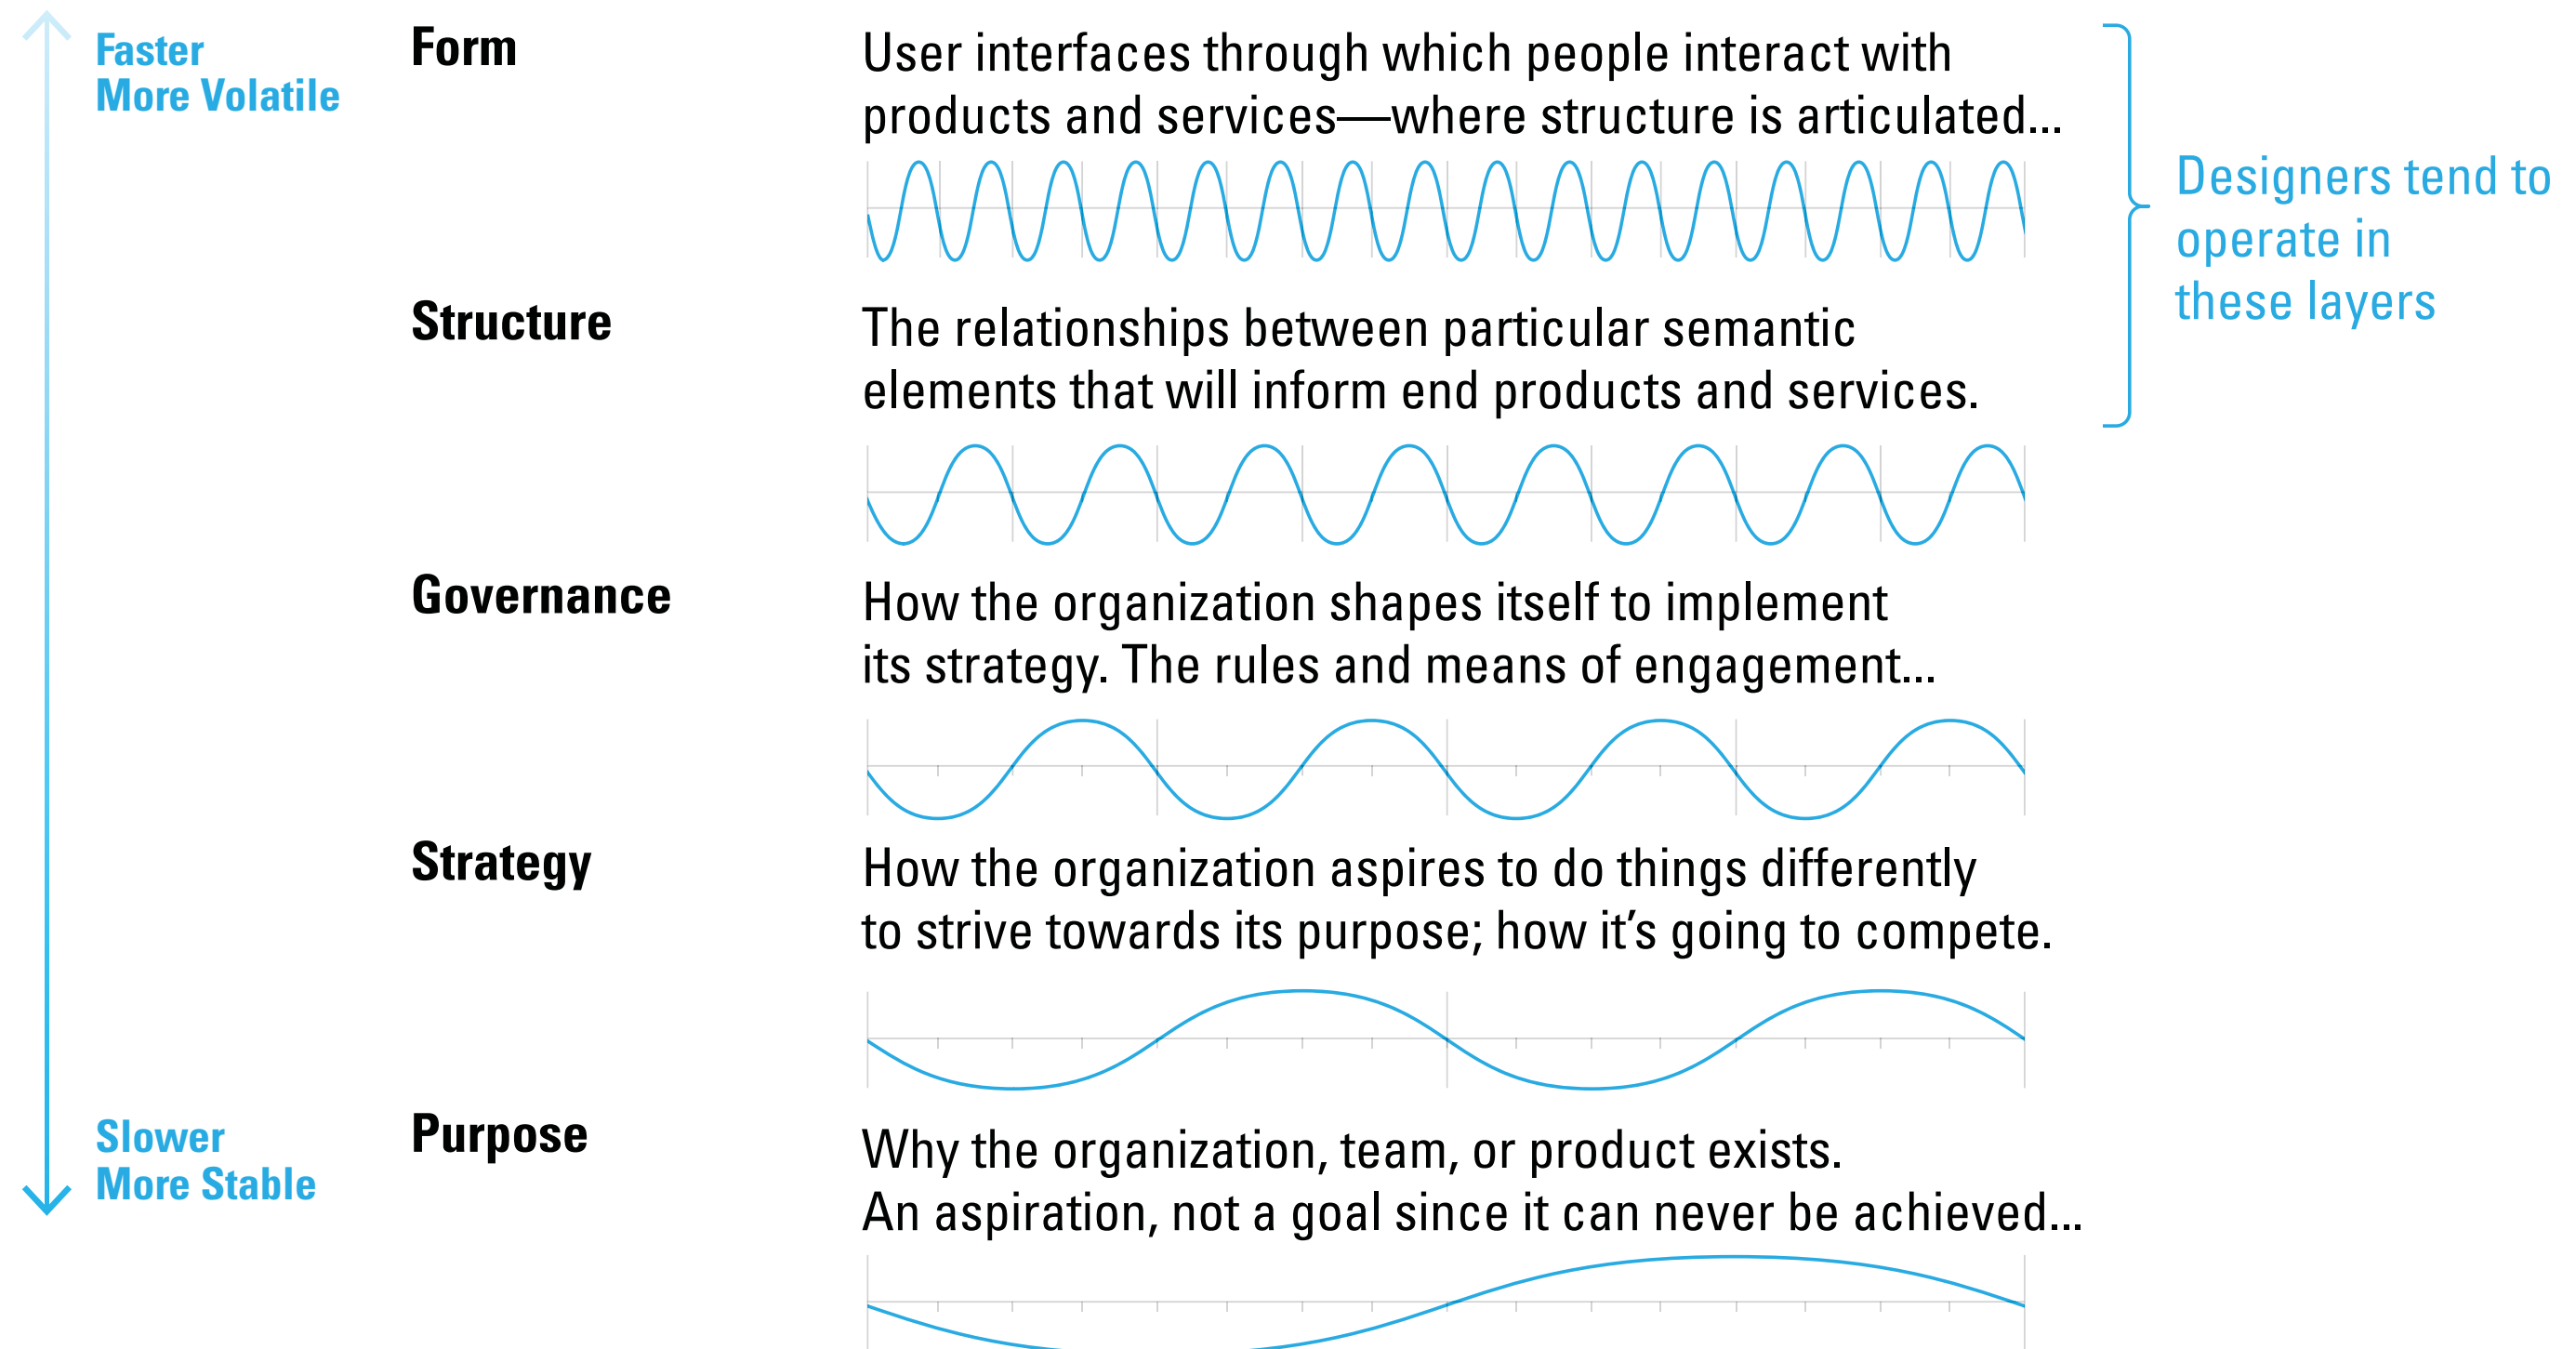 Faster
More Volatile
Form
User interfaces through which people interact with
products and services—where structure is articulated...
Designers tend to
operate in
these layers
Structure
The relationships between particular semantic
elements that will inform end products and services.
Governance
How the organization shapes itself to implement
its strategy. The rules and means of engagement...
Strategy
How the organization aspires to do things differently
to strive towards its purpose; how it’s going to compete.
Slower
More Stable
Purpose
Why the organization, team, or product exists.
An aspiration, not a goal since it can never be achieved...